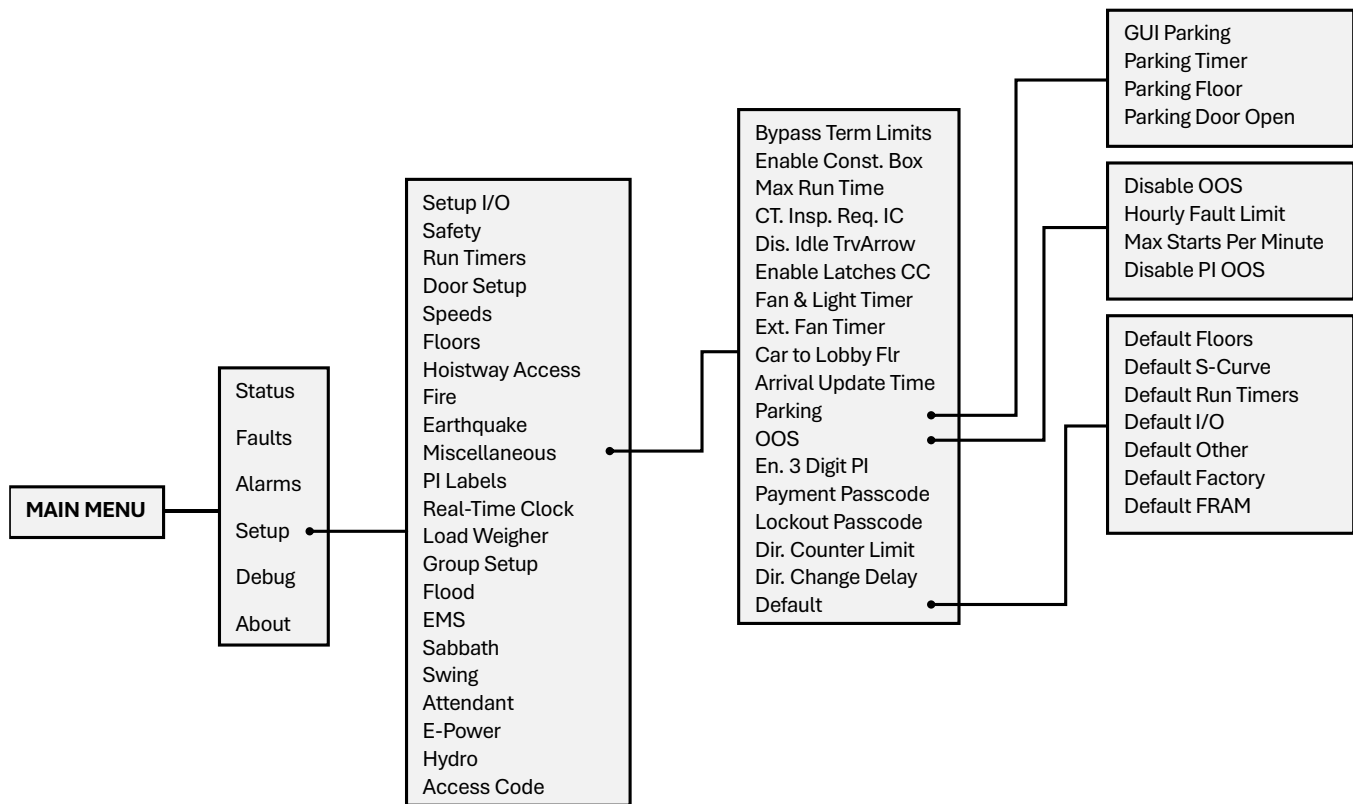 MAIN MENU
Status
Faults
Alarms
Setup
Debug
About
Setup I/O
Safety
Run Timers
Door Setup
Speeds
Floors
Hoistway Access
Fire
Earthquake
Miscellaneous
PI Labels
Real-Time Clock
Load Weigher
Group Setup
Flood
EMS
Sabbath
Swing
Attendant
E-Power
Hydro
Access Code
Bypass Term Limits
Enable Const. Box
Max Run Time
CT. Insp. Req. IC
Dis. Idle TrvArrow
Enable Latches CC
Fan & Light Timer
Ext. Fan Timer
Car to Lobby Flr
Arrival Update Time
Parking
OOS
En. 3 Digit PI
Payment Passcode
Lockout Passcode
Dir. Counter Limit
Dir. Change Delay
Default
GUI Parking
Parking Timer
Parking Floor
Parking Door Open
Disable OOS
Hourly Fault Limit
Max Starts Per Minute
Disable PI OOS
Default Floors
Default S-Curve
Default Run Timers
Default I/O
Default Other
Default Factory
Default FRAM